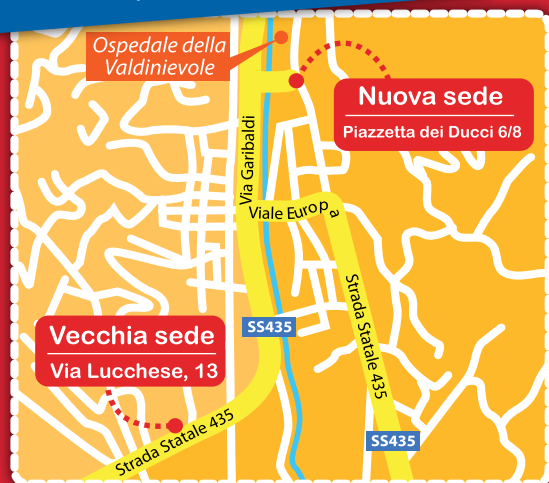 Ospedale della
Valdinievole
Nuova sede
Piazzetta dei Ducci 6/8
Via Garibaldi
Viale Europa
Strada Statale 435
SS435
Vecchia sede
Via Lucchese, 13
Strada Statale 435
SS435